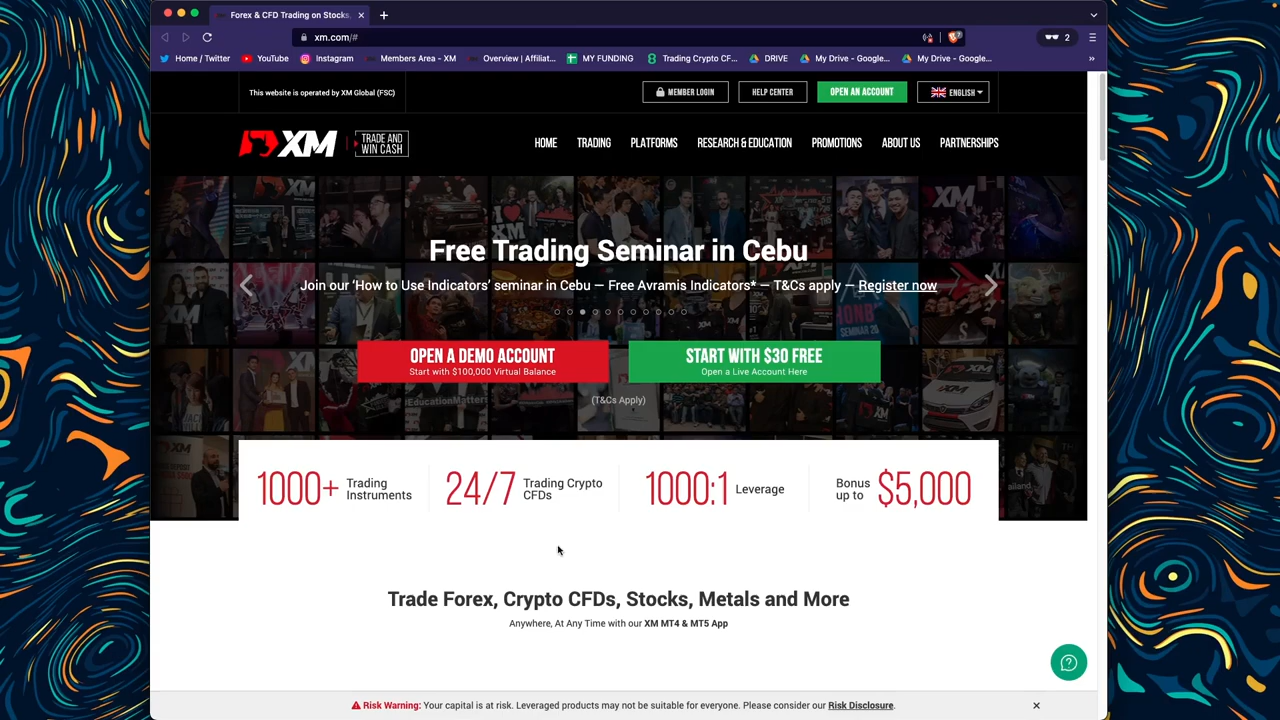 Forex & CFD Trading on Stocks,
xm.com/#
2
Home / Twitter
YouTube
Instagram
Members Area - XM
Overview | Affiliat...
MY FUNDING
Trading Crypto CF...
DRIVE
My Drive - Google...
My Drive - Google...
This website is operated by XM Global (FSC)
MEMBER LOGIN
HELP CENTER
OPEN AN ACCOUNT
ENGLISH
XM
TRADE AND
WIN CASH
HOME
TRADING
PLATFORMS
RESEARCH & EDUCATION
PROMOTIONS
ABOUT US
PARTNERSHIPS
Free Trading Seminar in Cebu
Join our ‘How to Use Indicators’ seminar in Cebu — Free Avramis Indicators* — T&Cs apply — Register now
OPEN A DEMO ACCOUNT
Start with $100,000 Virtual Balance
START WITH $30 FREE
Open a Live Account Here
(T&Cs Apply)
1000+ Trading
Instruments
24/7 Trading Crypto
CFDs
1000:1 Leverage
Bonus
up to $5,000
Trade Forex, Crypto CFDs, Stocks, Metals and More
Anywhere, At Any Time with our XM MT4 & MT5 App
Risk Warning: Your capital is at risk. Leveraged products may not be suitable for everyone. Please consider our Risk Disclosure.